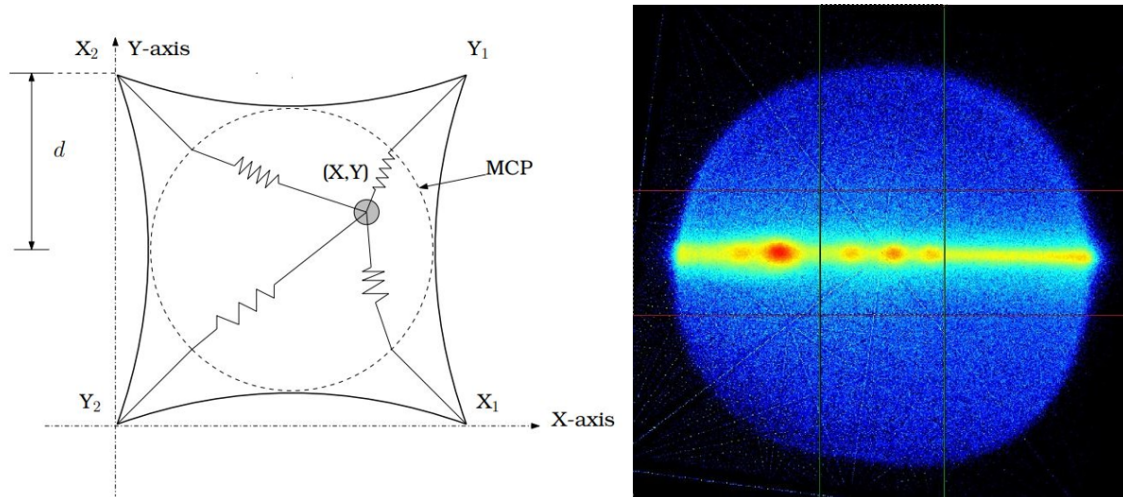 X₂ Y-axis Y₁
d
(X,Y)
MCP
Y₂ X₁
X-axis